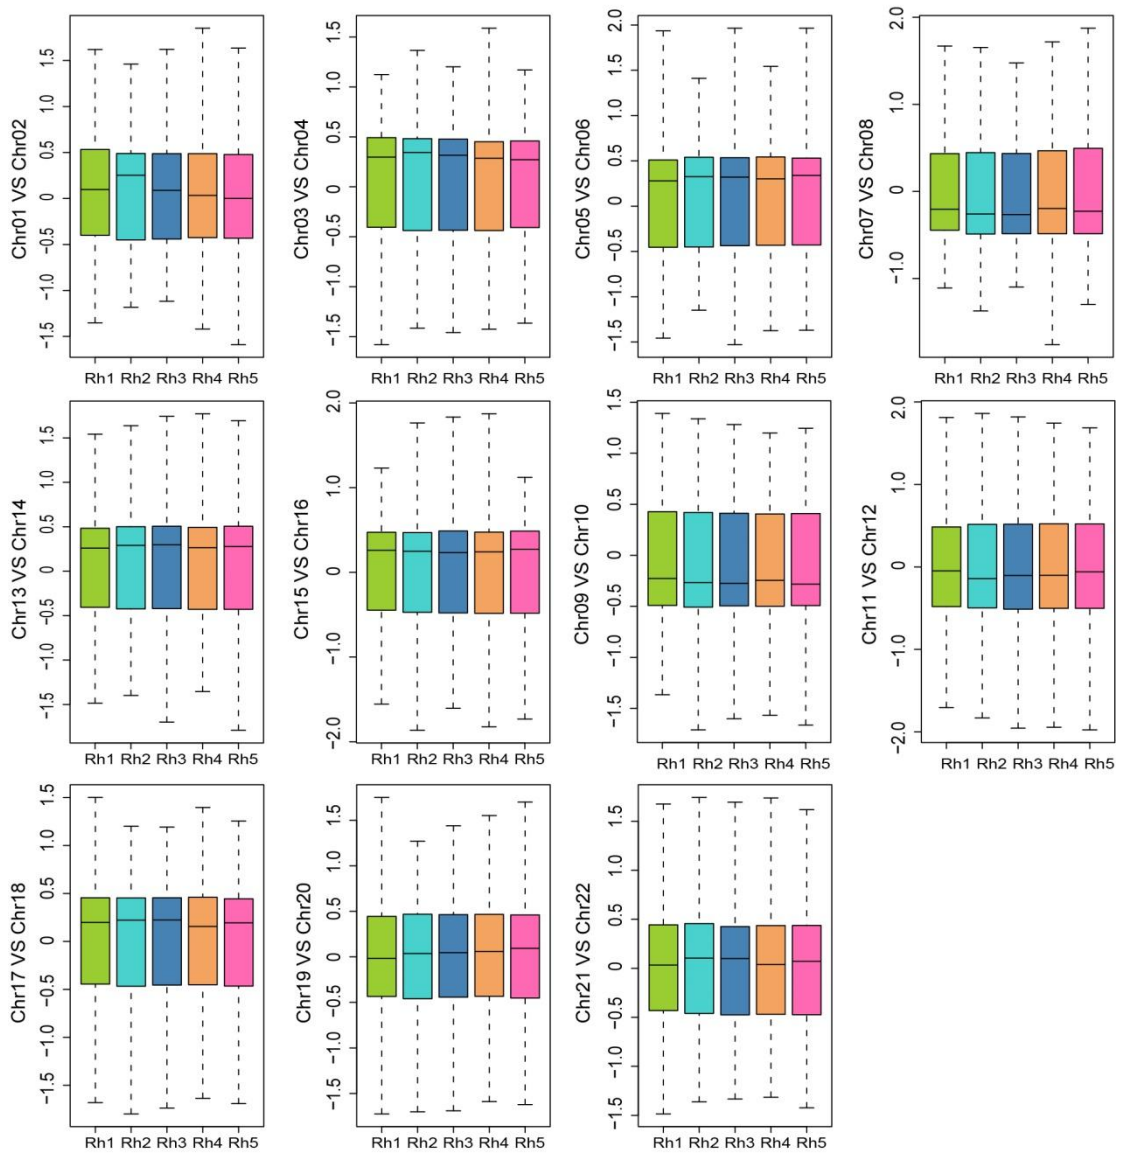 Chr01 VS Chr02
−1.5 −1.0 −0.5 0 0.5 1.0 1.5
Rh1 Rh2 Rh3 Rh4 Rh5
Chr03 VS Chr04
−1.5 −1.0 −0.5 0 0.5 1.0 1.5
Rh1 Rh2 Rh3 Rh4 Rh5
Chr05 VS Chr06
−1.5 −1.0 −0.5 0 0.5 1.0 1.5 2.0
Rh1 Rh2 Rh3 Rh4 Rh5
Chr07 VS Chr08
−1.0 0 1.0 2.0
Rh1 Rh2 Rh3 Rh4 Rh5
Chr13 VS Chr14
−1.5 −1.0 −0.5 0 0.5 1.0 1.5
Rh1 Rh2 Rh3 Rh4 Rh5
Chr15 VS Chr16
−2.0 −1.0 0 1.0 2.0
Rh1 Rh2 Rh3 Rh4 Rh5
Chr09 VS Chr10
−1.5 −1.0 −0.5 0 0.5 1.0 1.5
Rh1 Rh2 Rh3 Rh4 Rh5
Chr11 VS Chr12
−2.0 −1.0 0 1.0 2.0
Rh1 Rh2 Rh3 Rh4 Rh5
Chr17 VS Chr18
−1.5 −1.0 −0.5 0 0.5 1.0 1.5
Rh1 Rh2 Rh3 Rh4 Rh5
Chr19 VS Chr20
−1.5 −1.0 −0.5 0 0.5 1.0 1.5
Rh1 Rh2 Rh3 Rh4 Rh5
Chr21 VS Chr22
−1.5 −1.0 −0.5 0 0.5 1.0 1.5
Rh1 Rh2 Rh3 Rh4 Rh5